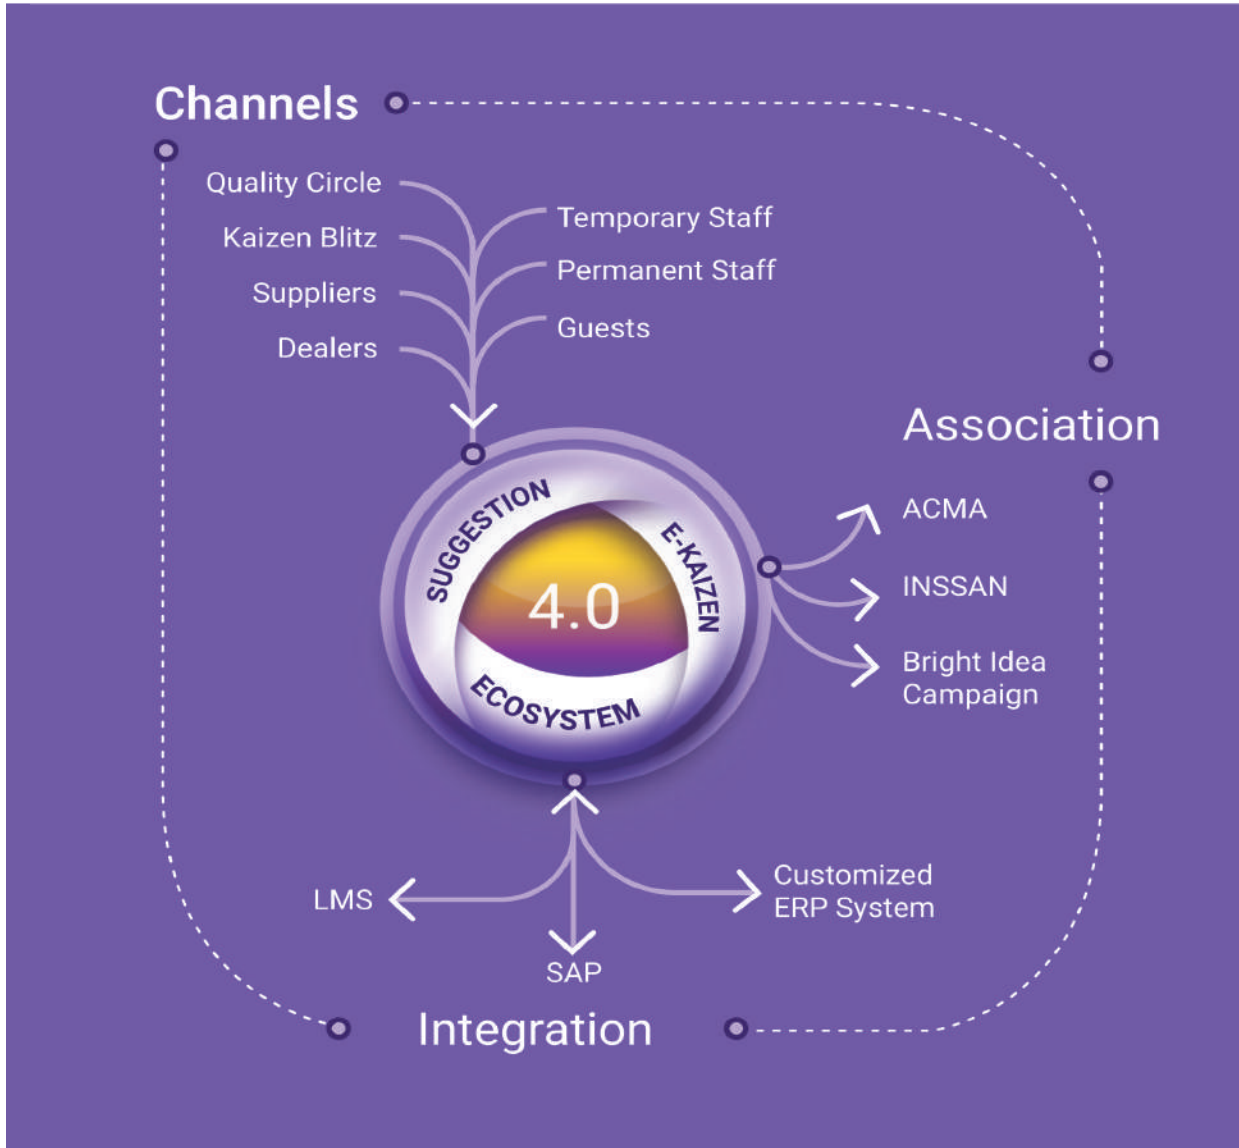 Channels
Quality Circle
Kaizen Blitz
Suppliers
Dealers
Temporary Staff
Permanent Staff
Guests
Association
ACMA
INSSAN
Bright Idea
Campaign
SUGGESTION
E-KAIZEN
4.0
ECOSYSTEM
LMS
SAP
Customized
ERP System
Integration